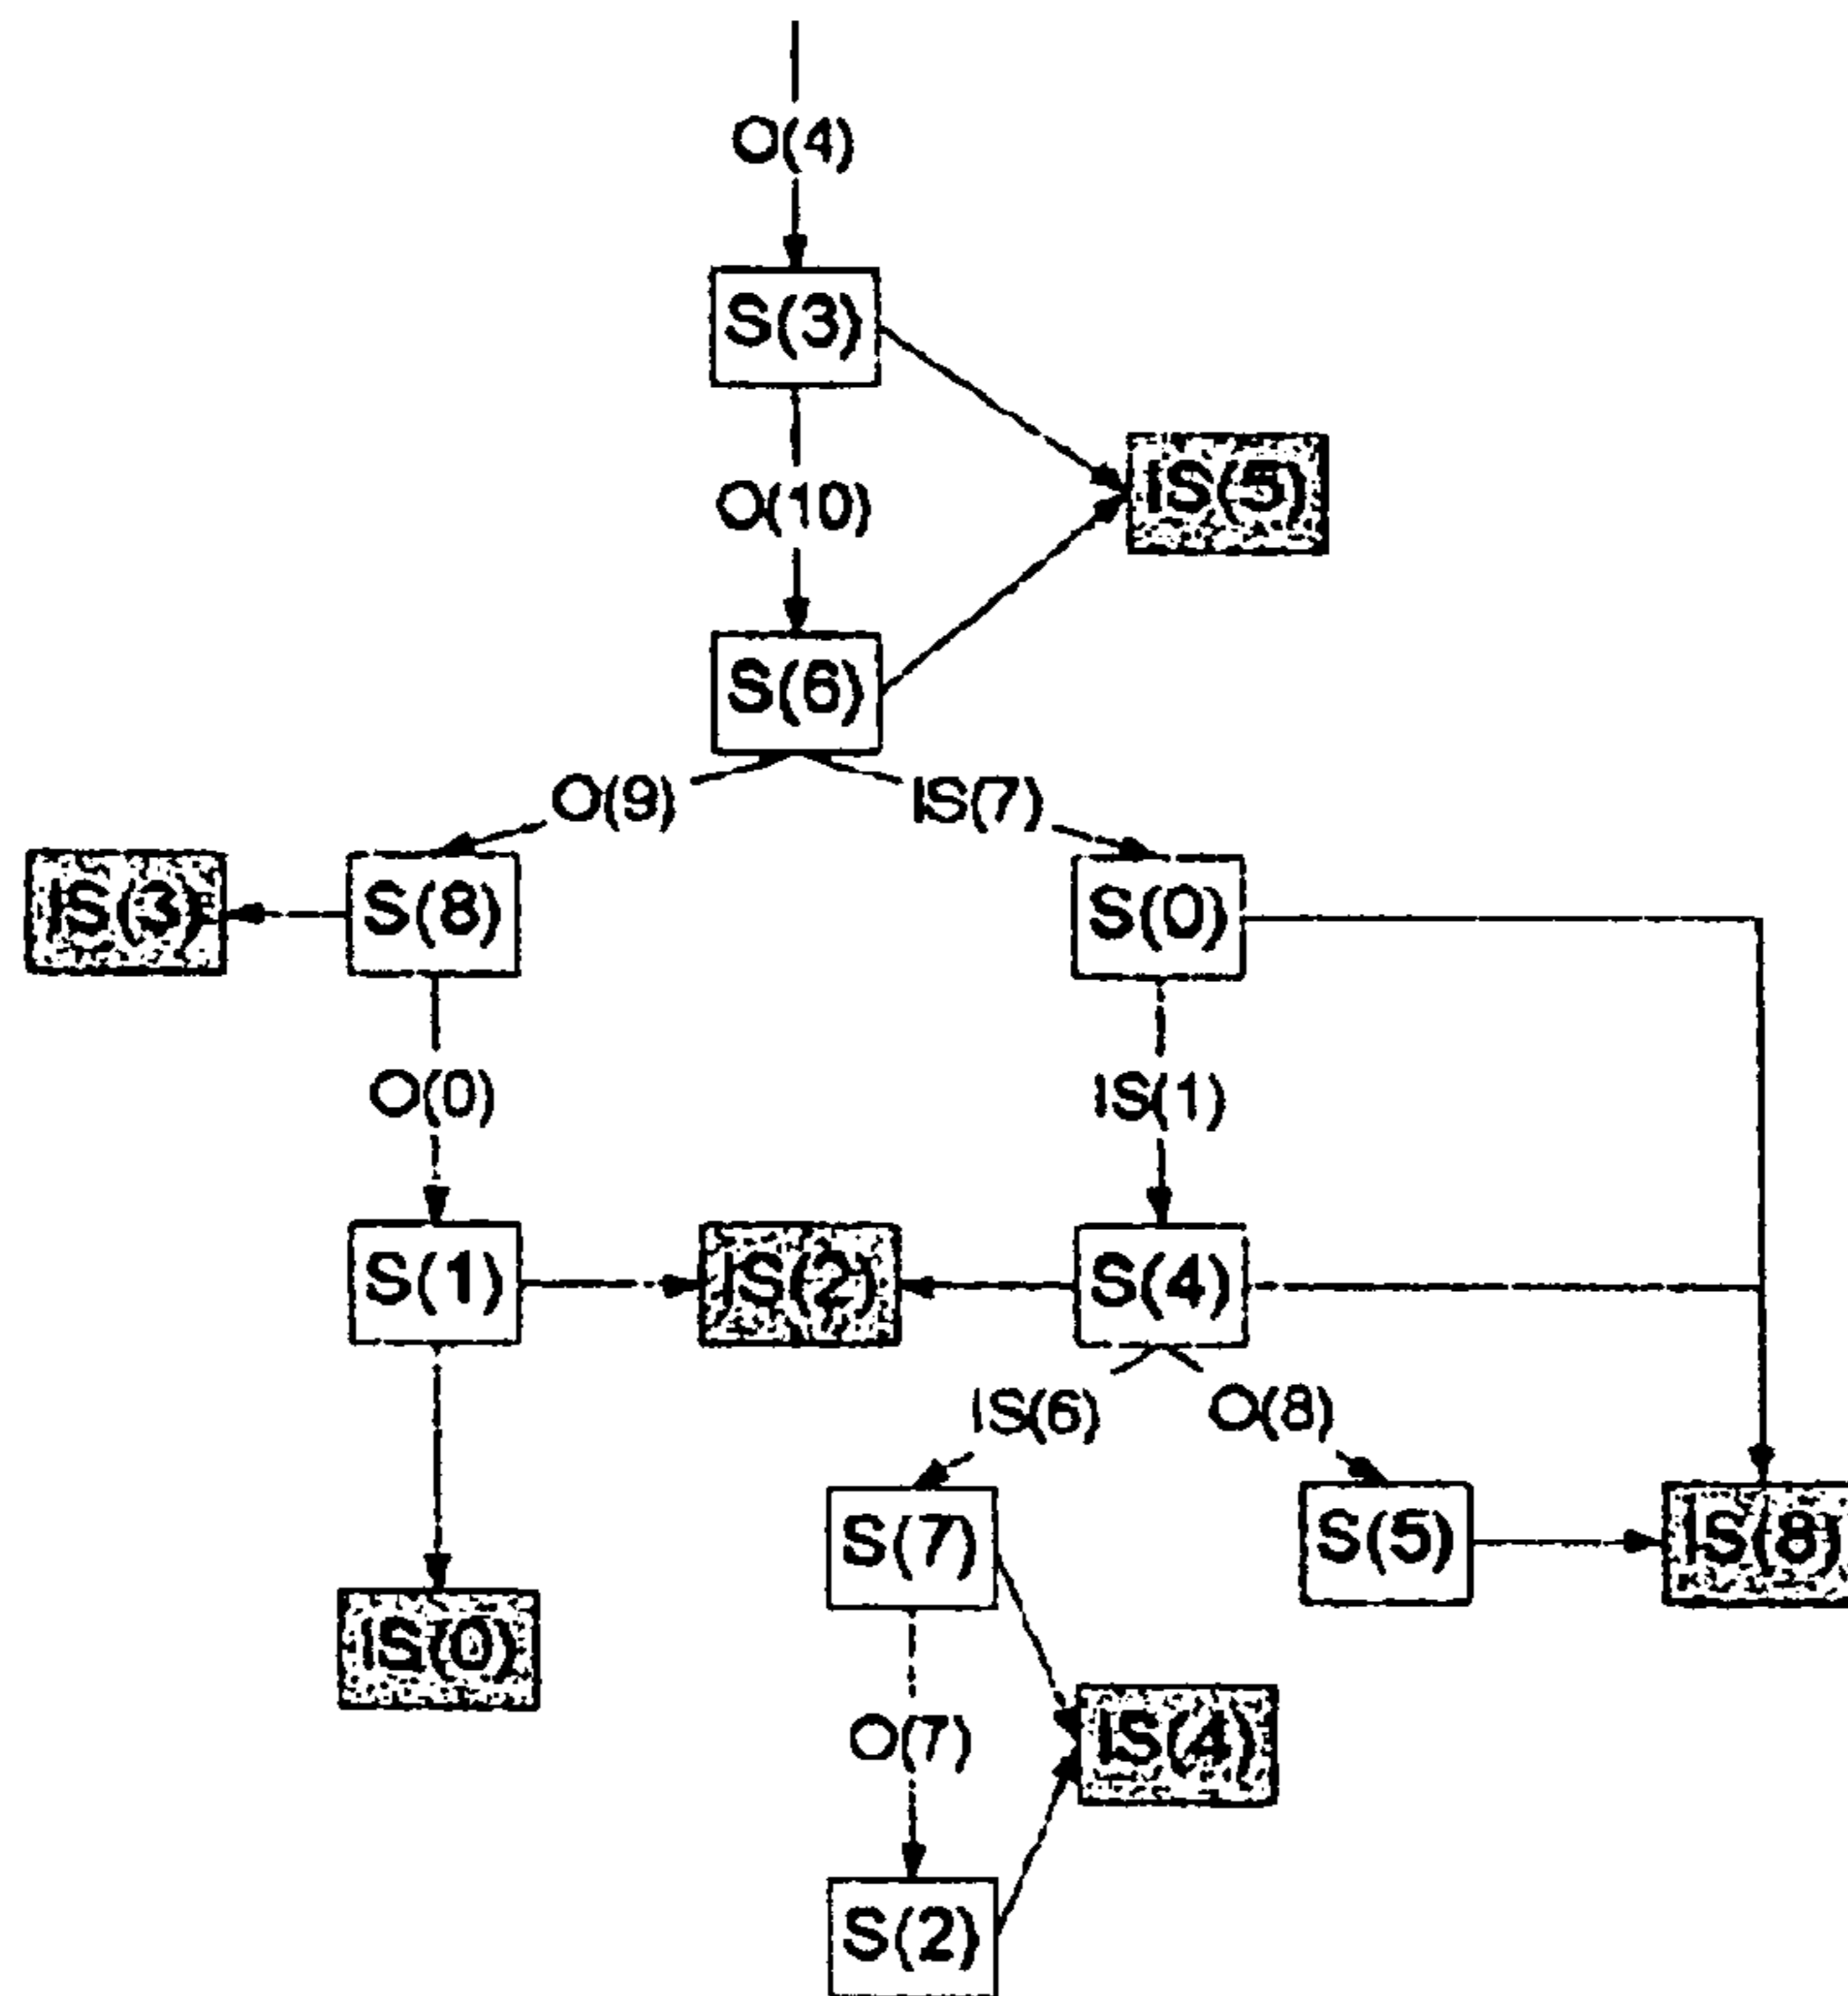 O(4)
S(3)
IS(5)
O(10)
S(6)
O(9)
IS(7)
IS(3)
S(8)
S(0)
O(0)
IS(1)
S(1)
IS(2)
S(4)
IS(6)
O(8)
S(7)
S(5)
IS(8)
IS(0)
O(7)
IS(4)
S(2)